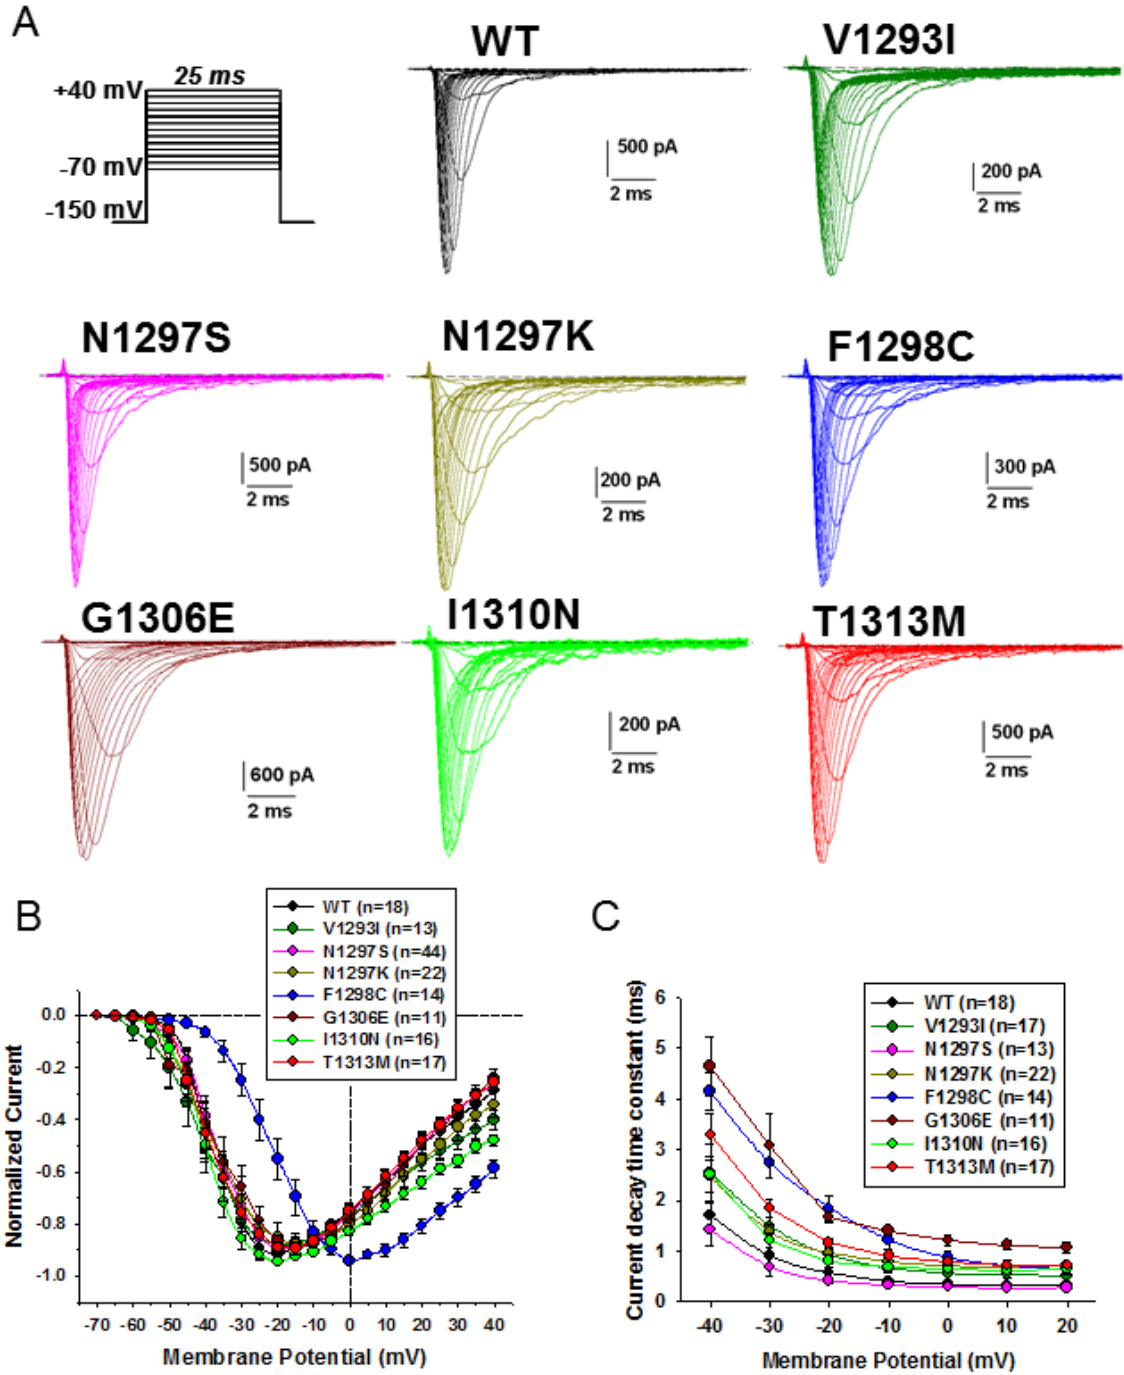 A
25 ms
+40 mV
-70 mV
-150 mV
WT
500 pA
2 ms
V1293I
200 pA
2 ms
N1297S
500 pA
2 ms
N1297K
200 pA
2 ms
F1298C
300 pA
2 ms
G1306E
600 pA
2 ms
I1310N
200 pA
2 ms
T1313M
500 pA
2 ms
B
WT (n=18)
V1293I (n=13)
N1297S (n=44)
N1297K (n=22)
F1298C (n=14)
G1306E (n=11)
I1310N (n=16)
T1313M (n=17)
Normalized Current
0.0
-0.2
-0.4
-0.6
-0.8
-1.0
-70 -60 -50 -40 -30 -20 -10 0 10 20 30 40
Membrane Potential (mV)
C
WT (n=18)
V1293I (n=17)
N1297S (n=13)
N1297K (n=22)
F1298C (n=14)
G1306E (n=11)
I1310N (n=16)
T1313M (n=17)
Current decay time constant (ms)
6
5
4
3
2
1
0
-40 -30 -20 -10 0 10 20
Membrane Potential (mV)